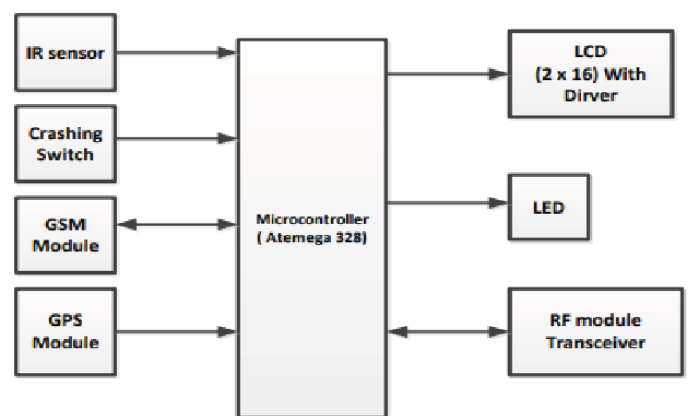 IR sensor
Crashing
Switch
GSM
Module
GPS
Module
Microcontroller
( Atemega 328)
LCD
(2 x 16) With
Dirver
LED
RF module
Transceiver